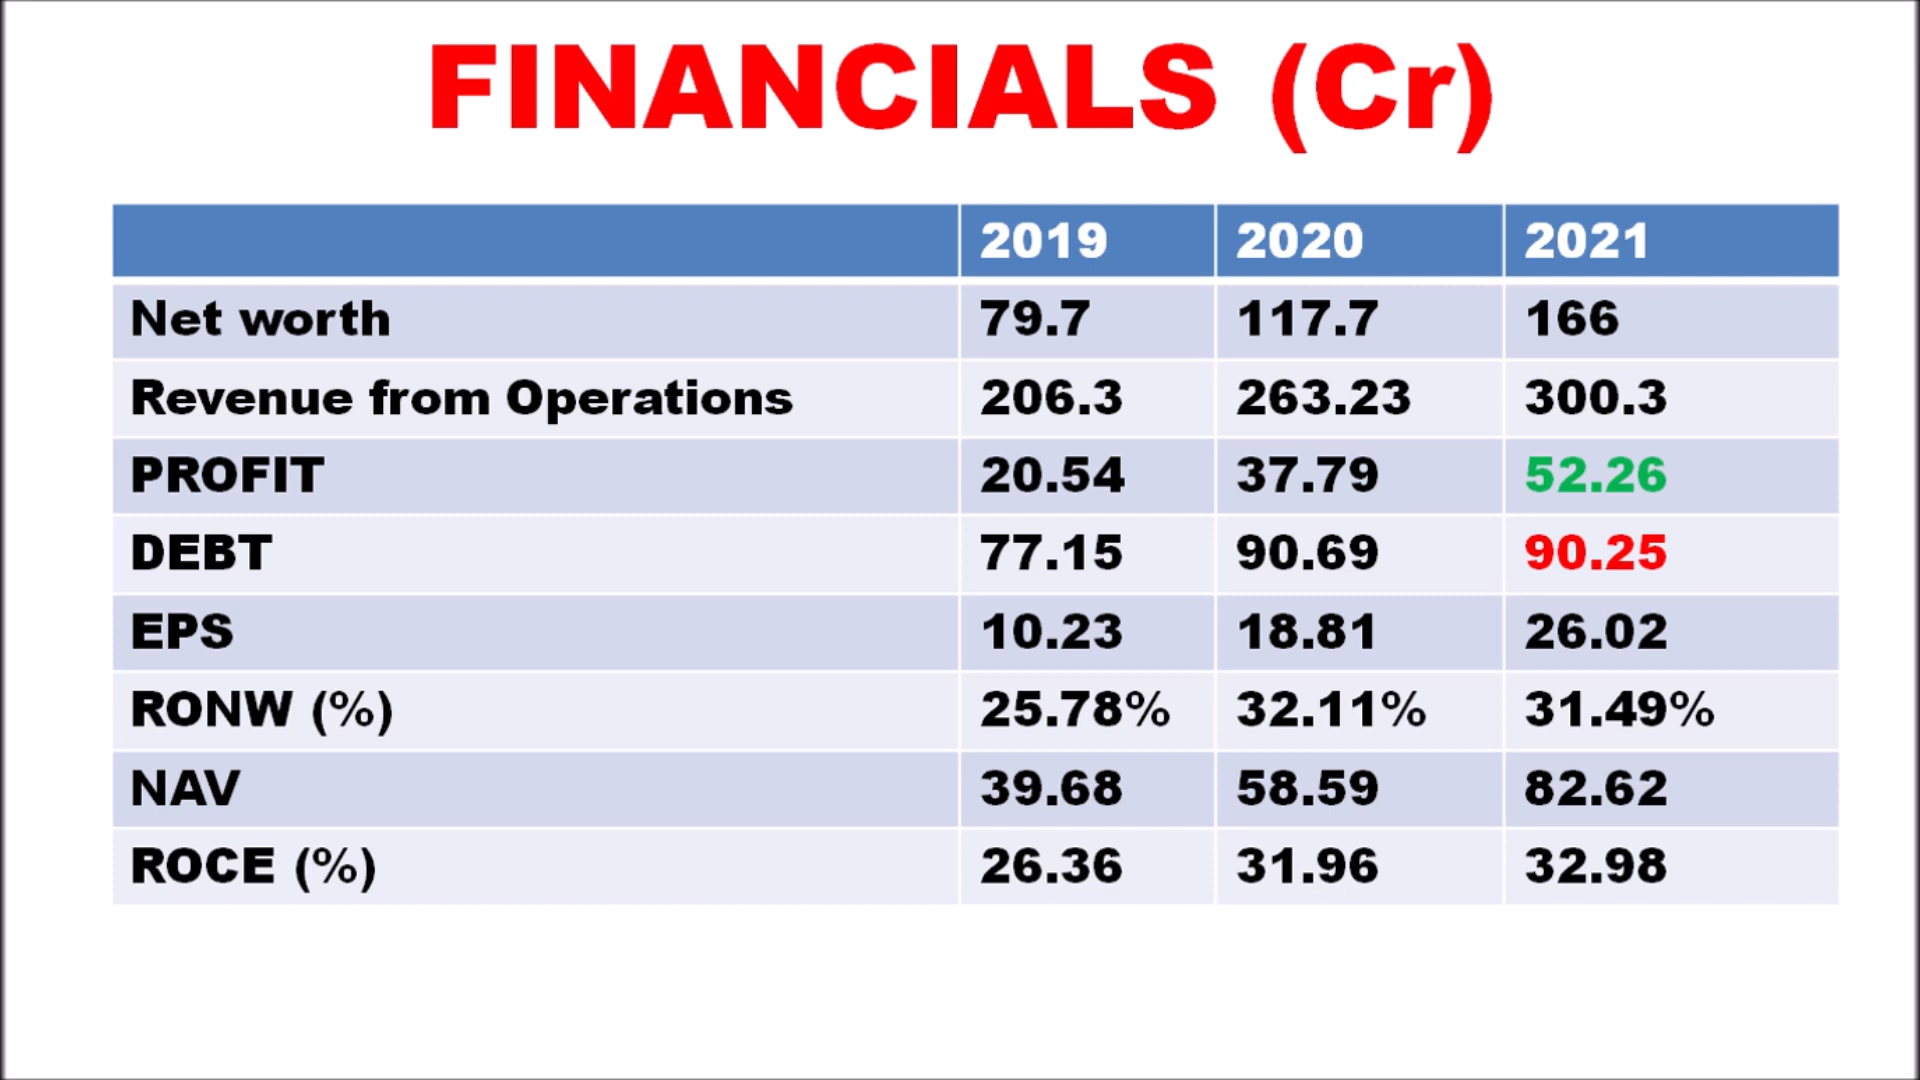 FINANCIALS (Cr)
2019 2020 2021
Net worth 79.7 117.7 166
Revenue from Operations 206.3 263.23 300.3
PROFIT 20.54 37.79 52.26
DEBT 77.15 90.69 90.25
EPS 10.23 18.81 26.02
RONW (%) 25.78% 32.11% 31.49%
NAV 39.68 58.59 82.62
ROCE (%) 26.36 31.96 32.98